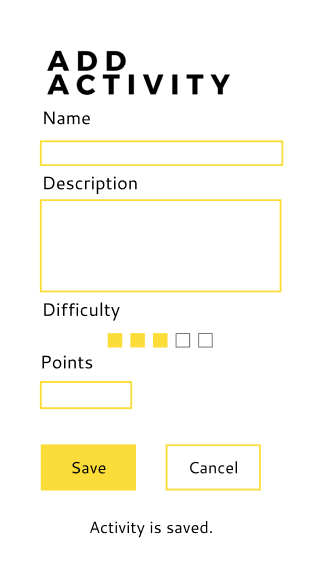 ADD
ACTIVITY
Name
Description
Difficulty
Points
Save Cancel
Activity is saved.